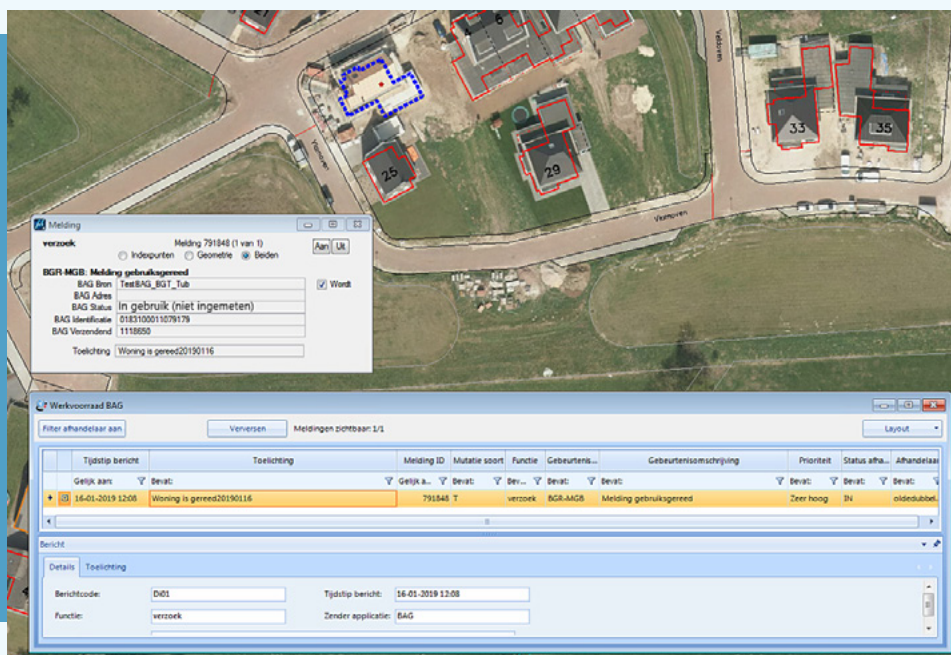 4
6
Veldoven
33
35
25
29
Veldoven
Melding
verzoek Melding 791848 (1 van 1) Aan Uit
Indexpunten Geometrie Beiden
BGR-MGB: Melding gebruiksgereed
BAG Bron TestBAG_BGT_Tub Wordt
BAG Adres
BAG Status In gebruik (niet ingemeten)
BAG Identificatie 0183100011079179
BAG Verzendend 1118650
Toelichting Woning is gereed20190116
Werkvoorraad BAG
Filter afhandelaar aan Verversen Meldingen zichtbaar: 1/1 Layout
Tijdstip bericht Toelichting Melding ID Mutatie soort Functie Gebeurtenis... Gebeurtenisomschrijving Prioriteit Status afha... Afhandelaar
Gelijk aan: Bevat: Gelijk a... Bevat: Bev... Bevat: Bevat: Bevat: Bevat: Bevat:
16-01-2019 12:08 Woning is gereed20190116 791848 T verzoek BGR-MGB Melding gebruiksgereed Zeer hoog IN oldedubbel.
Bericht
Details Toelichting
Berichtcode: Di01 Tijdstip bericht: 16-01-2019 12:08
Functie: verzoek Zender applicatie: BAG